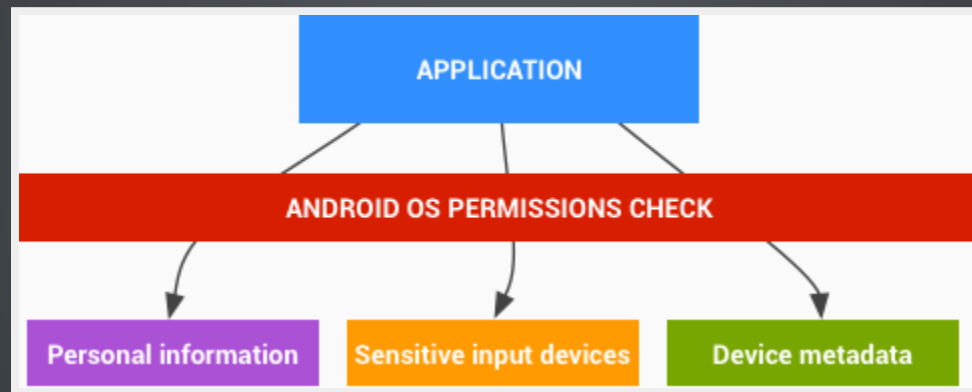 APPLICATION
ANDROID OS PERMISSIONS CHECK
Personal information
Sensitive input devices
Device metadata